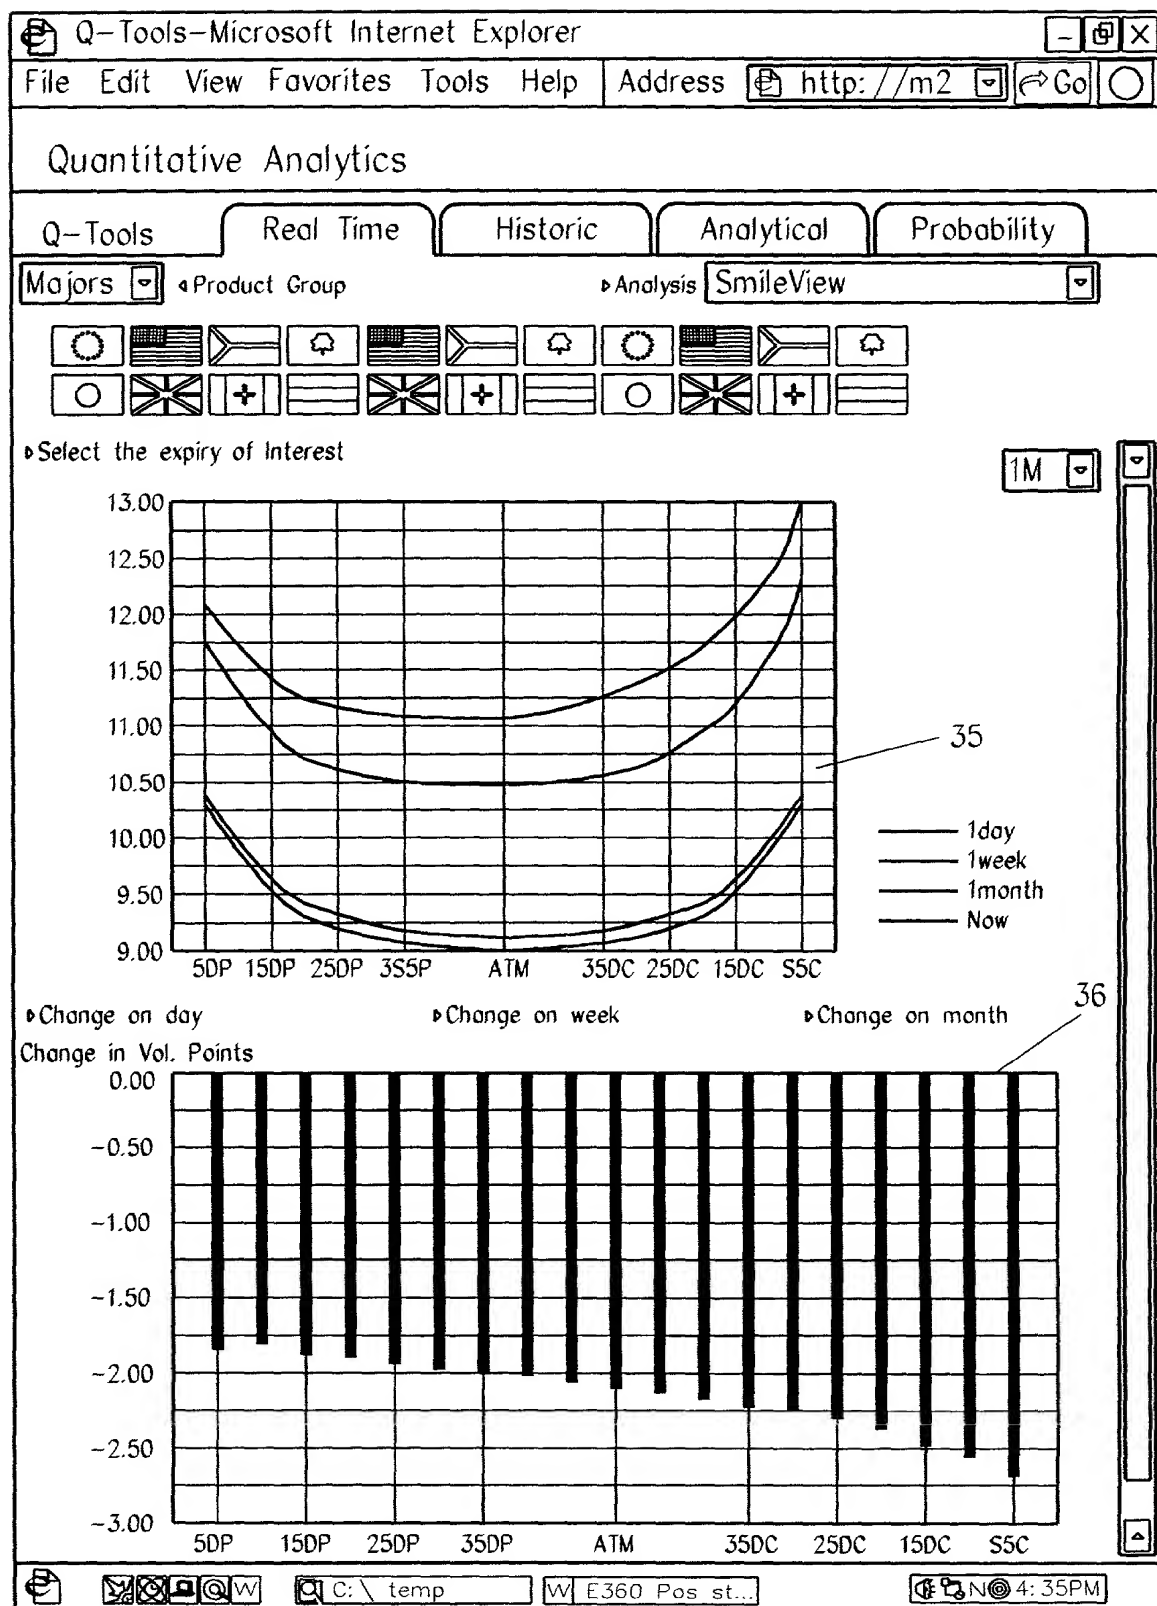 Q-Tools-Microsoft Internet Explorer
File Edit View Favorites Tools Help Address http://m2 Go
Quantitative Analytics
Q-Tools Real Time Historic Analytical Probability
Majors Product Group Analysis SmileView
Select the expiry of Interest
1M
13.00
12.50
12.00
11.50
11.00
10.50
10.00
9.50
9.00
35
1day
1week
1month
Now
5DP 15DP 25DP 3S5P ATM 35DC 25DC 15DC S5C
36
Change on day Change on week Change on month
Change in Vol. Points
0.00
-0.50
-1.00
-1.50
-2.00
-2.50
-3.00
5DP 15DP 25DP 35DP ATM 35DC 25DC 15DC S5C
W C:\ temp W E360 Pos st... N 4:35PM